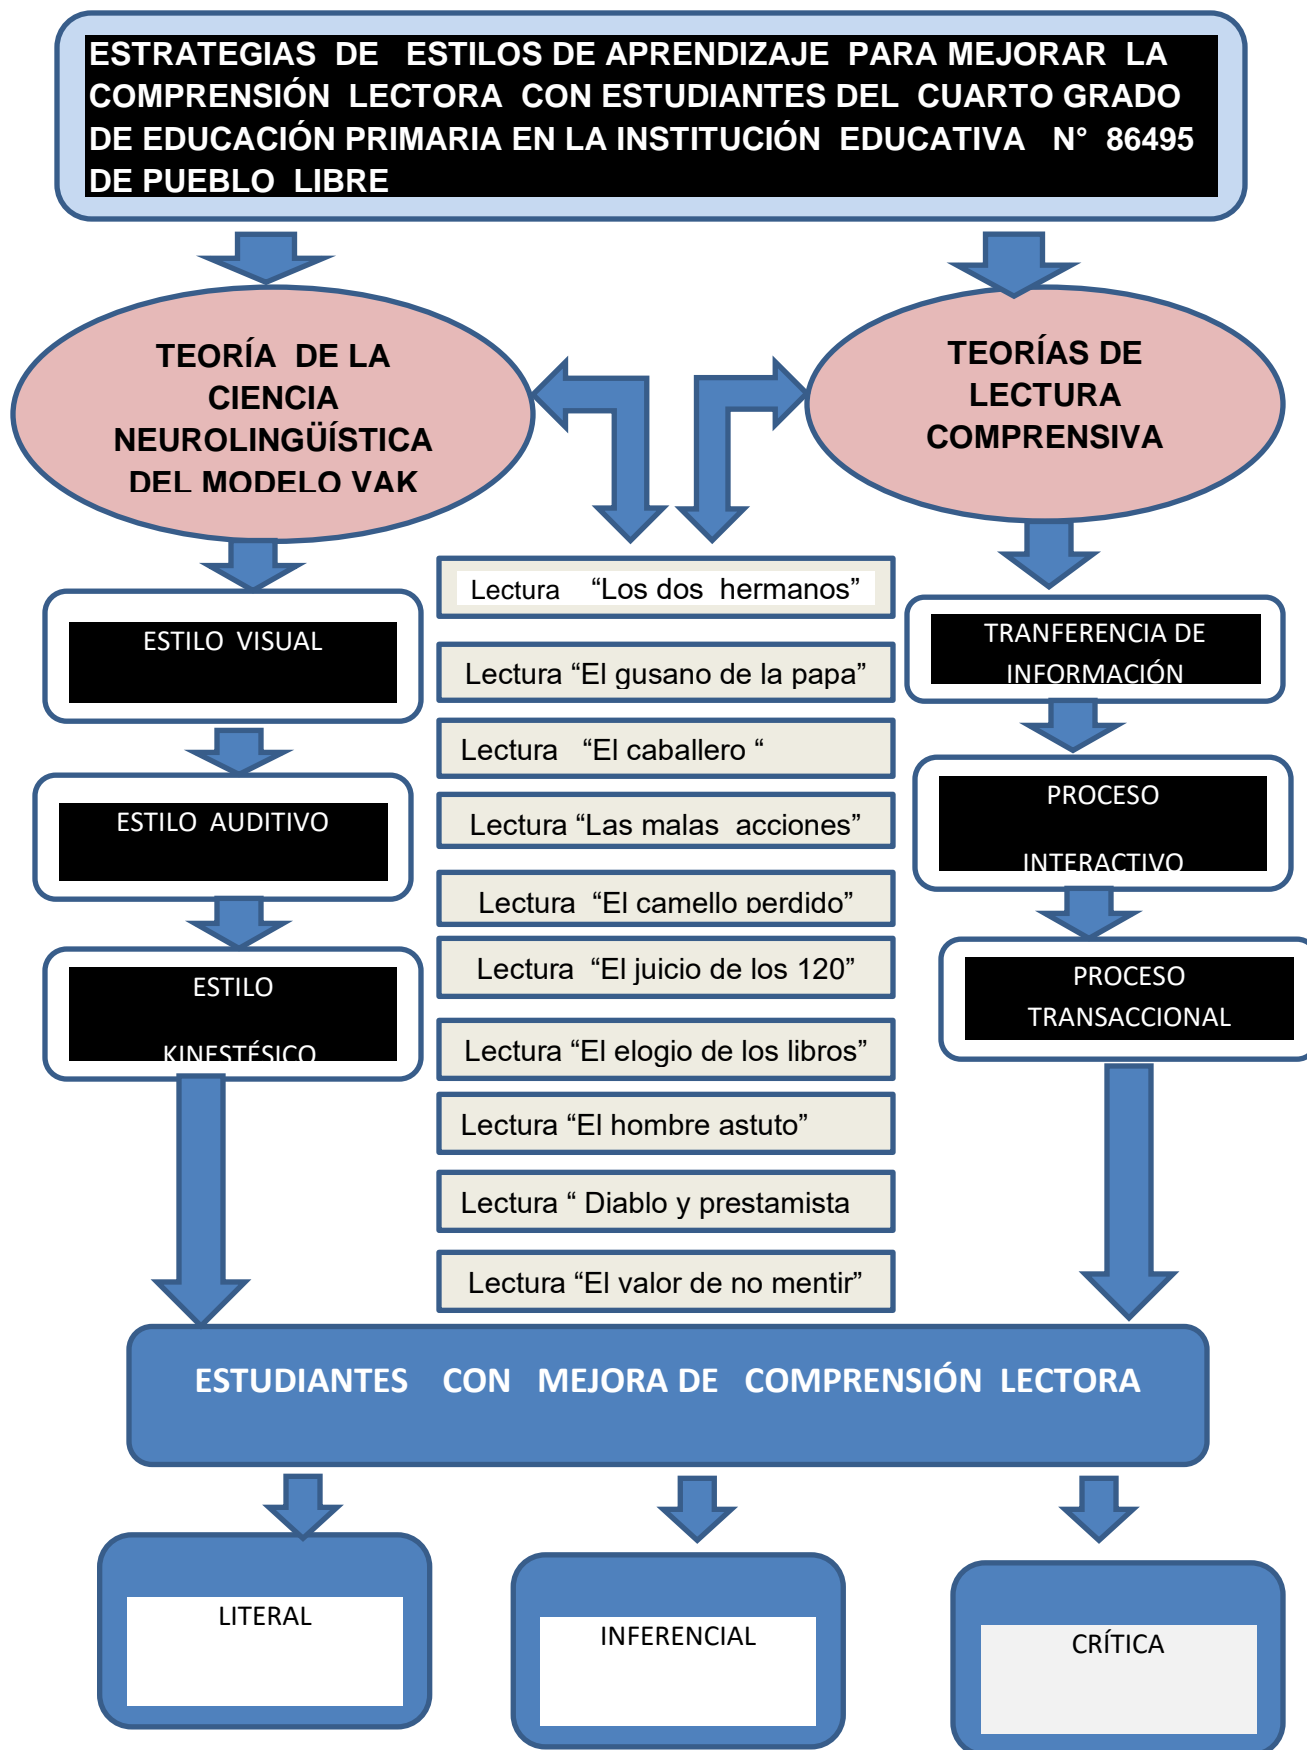 ESTRATEGIAS DE ESTILOS DE APRENDIZAJE PARA MEJORAR LA
COMPRENSIÓN LECTORA CON ESTUDIANTES DEL CUARTO GRADO
DE EDUCACIÓN PRIMARIA EN LA INSTITUCIÓN EDUCATIVA N° 86495
DE PUEBLO LIBRE
TEORÍA DE LA
CIENCIA
NEUROLINGÜÍSTICA
DEL MODELO VAK
TEORÍAS DE
LECTURA
COMPRENSIVA
ESTILO VISUAL
ESTILO AUDITIVO
ESTILO
KINESTÉSICO
Lectura “Los dos hermanos”
Lectura “El gusano de la papa”
Lectura “El caballero “
Lectura “Las malas acciones”
Lectura “El camello perdido”
Lectura “El juicio de los 120”
Lectura “El elogio de los libros”
Lectura “El hombre astuto”
Lectura “ Diablo y prestamista
Lectura “El valor de no mentir”
TRANFERENCIA DE
INFORMACIÓN
PROCESO
INTERACTIVO
PROCESO
TRANSACCIONAL
ESTUDIANTES CON MEJORA DE COMPRENSIÓN LECTORA
LITERAL
INFERENCIAL
CRÍTICA